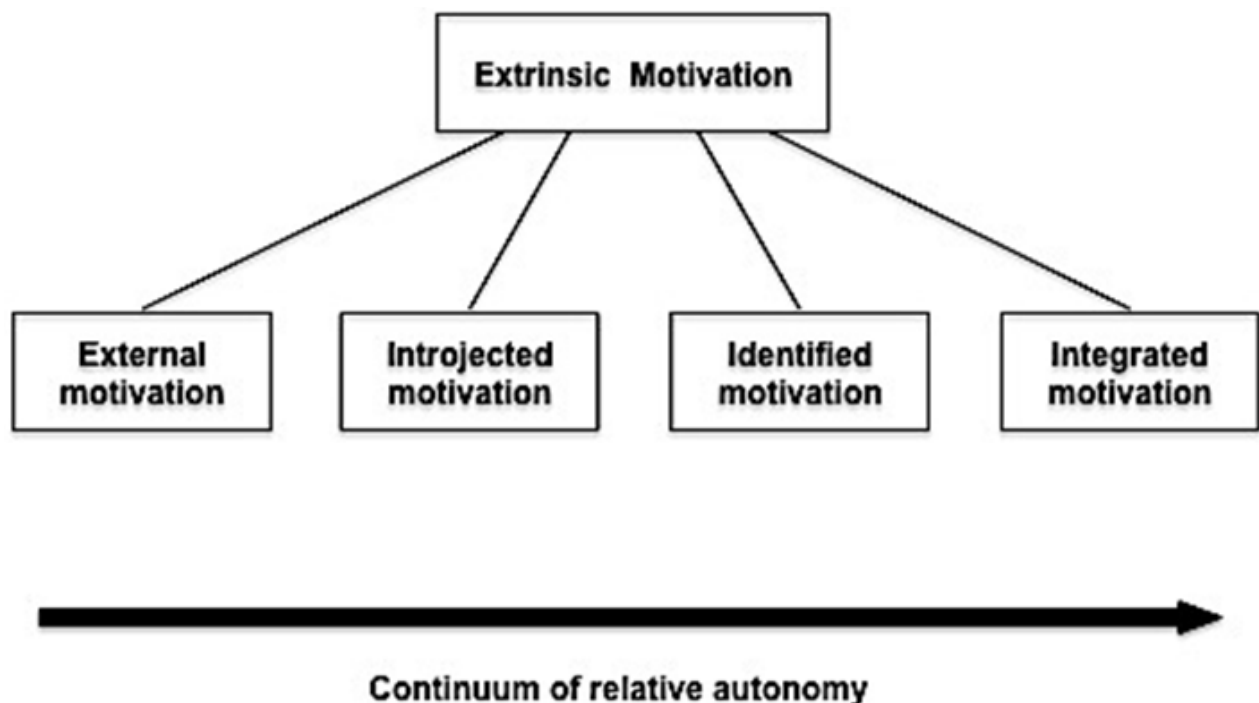 Extrinsic Motivation
External
motivation
Introjected
motivation
Identified
motivation
Integrated
motivation
Continuum of relative autonomy